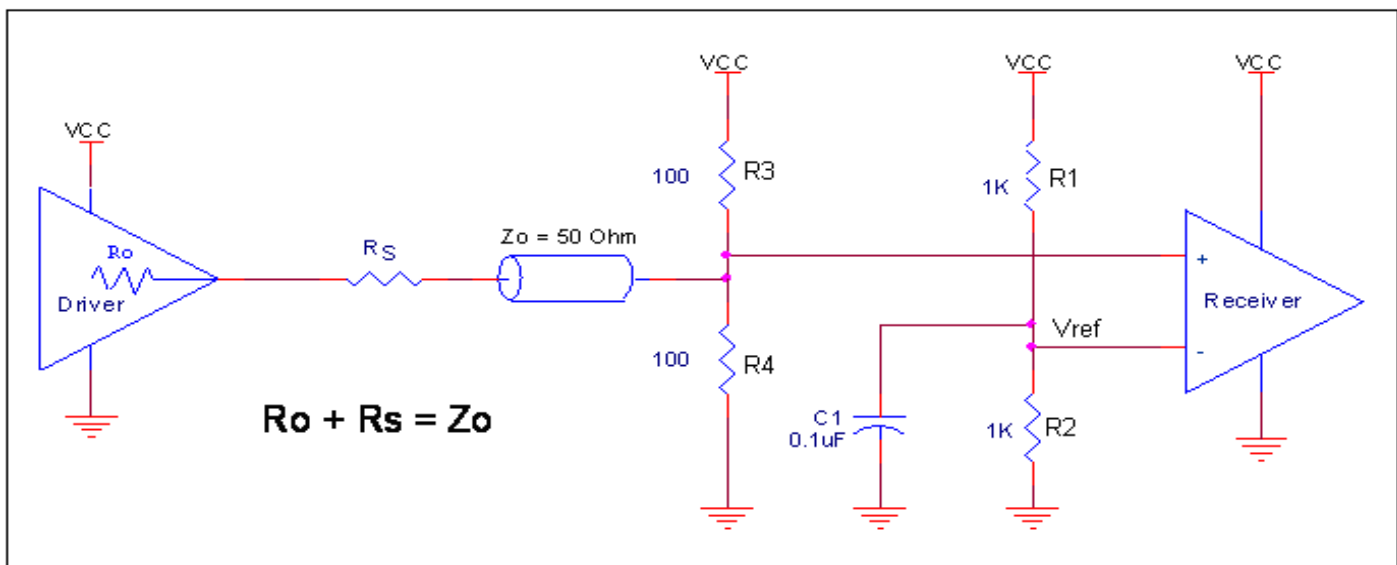 VCC
VCC
VCC
VCC
Zo = 50 Ohm
100
R3
1K
R1
Ro
RS
+
Driver
Receiver
Vref
-
100
R4
Ro + Rs = Zo
C1
0.1uF
1K
R2